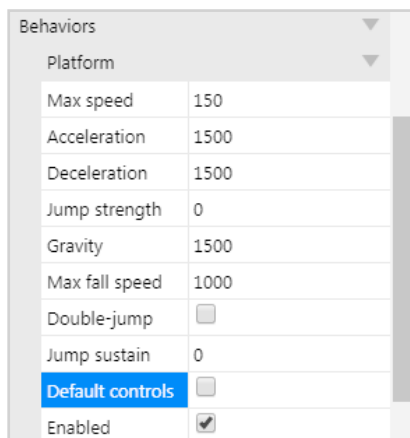 Behaviors
Platform
Max speed 150
Acceleration 1500
Deceleration 1500
Jump strength 0
Gravity 1500
Max fall speed 1000
Double-jump
Jump sustain 0
Default controls
Enabled